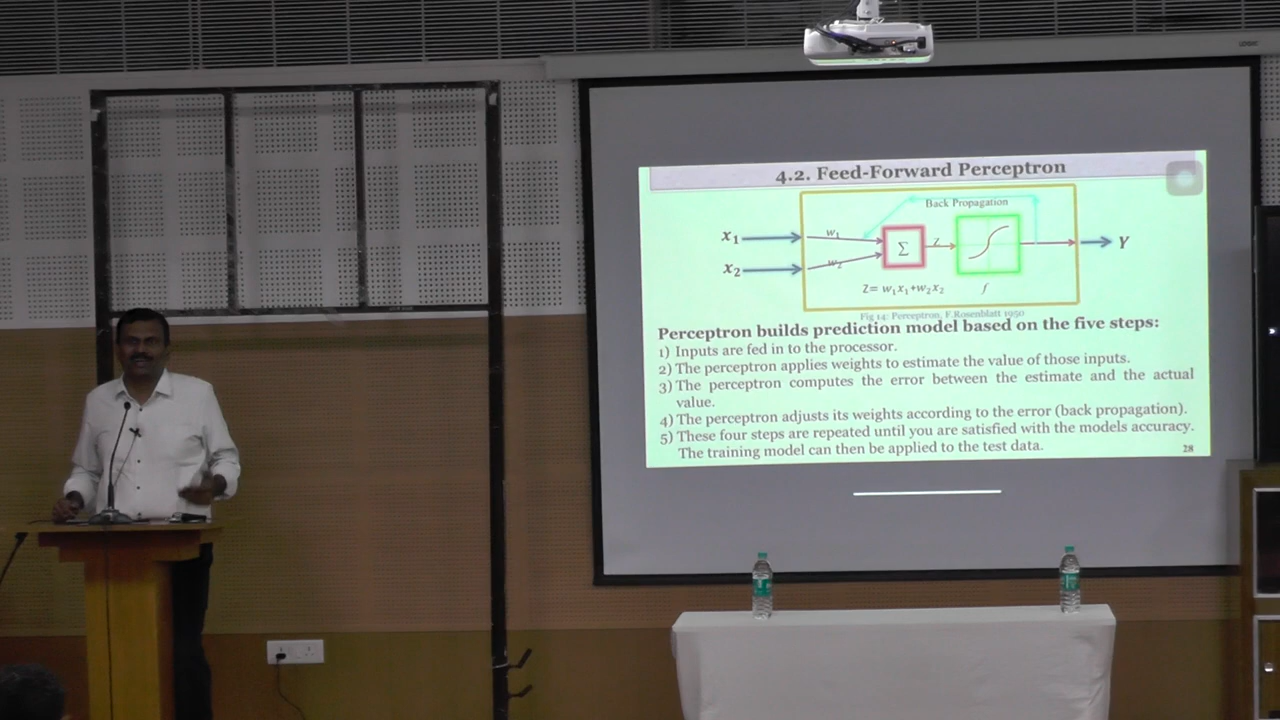 4.2. Feed-Forward Perceptron
Back Propagation
x₁
w₁
Σ
Z
Y
x₂
w₂
Z= w₁x₁+w₂x₂
f
Fig 14: Perceptron, F.Rosenblatt 1950
Perceptron builds prediction model based on the five steps:
1) Inputs are fed in to the processor.
2) The perceptron applies weights to estimate the value of those inputs.
3) The perceptron computes the error between the estimate and the actual
value.
4) The perceptron adjusts its weights according to the error (back propagation).
5) These four steps are repeated until you are satisfied with the models accuracy.
The training model can then be applied to the test data.
28